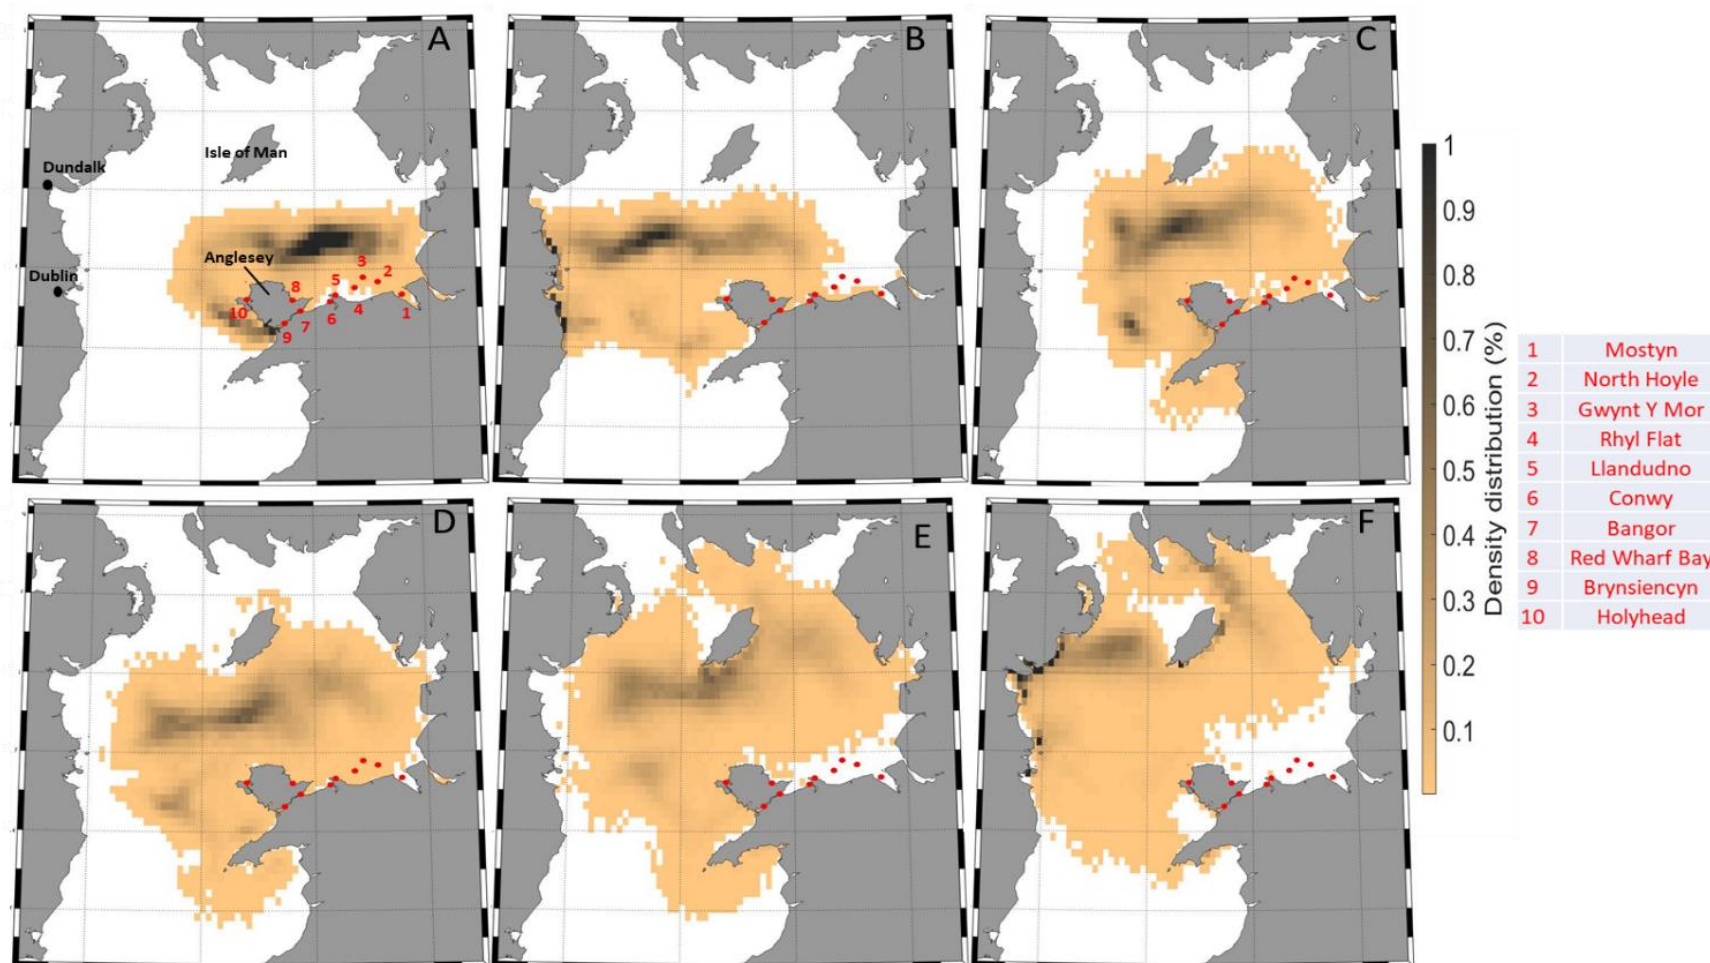 A
B
C
Isle of Man
Dundalk
Anglesey
Dublin
3
2
5
8
10
7
6
4
1
9
D
E
F
1
0.9
0.8
0.7
0.6
0.5
0.4
0.3
0.2
0.1
Density distribution (%)
1 Mostyn
2 North Hoyle
3 Gwynt Y Mor
4 Rhyl Flat
5 Llandudno
6 Conwy
7 Bangor
8 Red Wharf Bay
9 Brynsiencyn
10 Holyhead